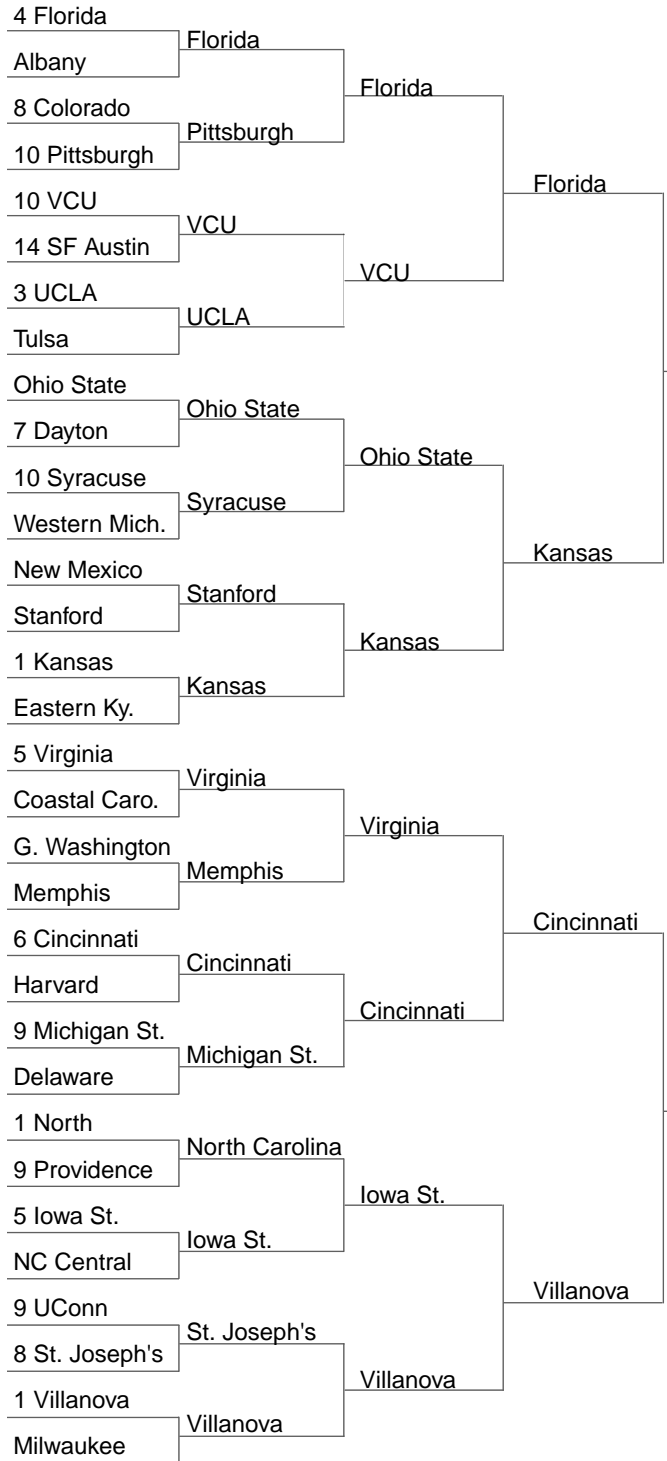 4 Florida
Albany
8 Colorado
10 Pittsburgh
10 VCU
14 SF Austin
3 UCLA
Tulsa
Ohio State
7 Dayton
10 Syracuse
Western Mich.
New Mexico
Stanford
1 Kansas
Eastern Ky.
5 Virginia
Coastal Caro.
G. Washington
Memphis
6 Cincinnati
Harvard
9 Michigan St.
Delaware
1 North
9 Providence
5 Iowa St.
NC Central
9 UConn
8 St. Joseph's
1 Villanova
Milwaukee
Florida
Pittsburgh
VCU
UCLA
Ohio State
Syracuse
Stanford
Kansas
Virginia
Memphis
Cincinnati
Michigan St.
North Carolina
Iowa St.
St. Joseph's
Villanova
Florida
VCU
Ohio State
Kansas
Virginia
Cincinnati
Iowa St.
Villanova
Florida
Kansas
Cincinnati
Villanova